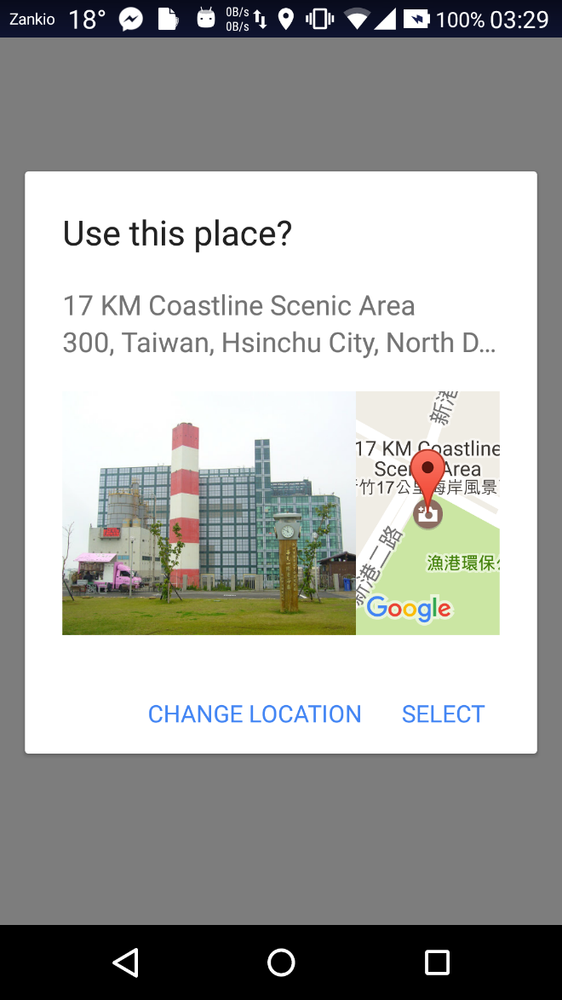 Zankio 18° 0B/s 0B/s 100% 03:29
Use this place?
17 KM Coastline Scenic Area
300, Taiwan, Hsinchu City, North D...
新港
17 KM Coastline
Area
竹17公里海岸風景
新港二路
漁港環保
Google
CHANGE LOCATION
SELECT